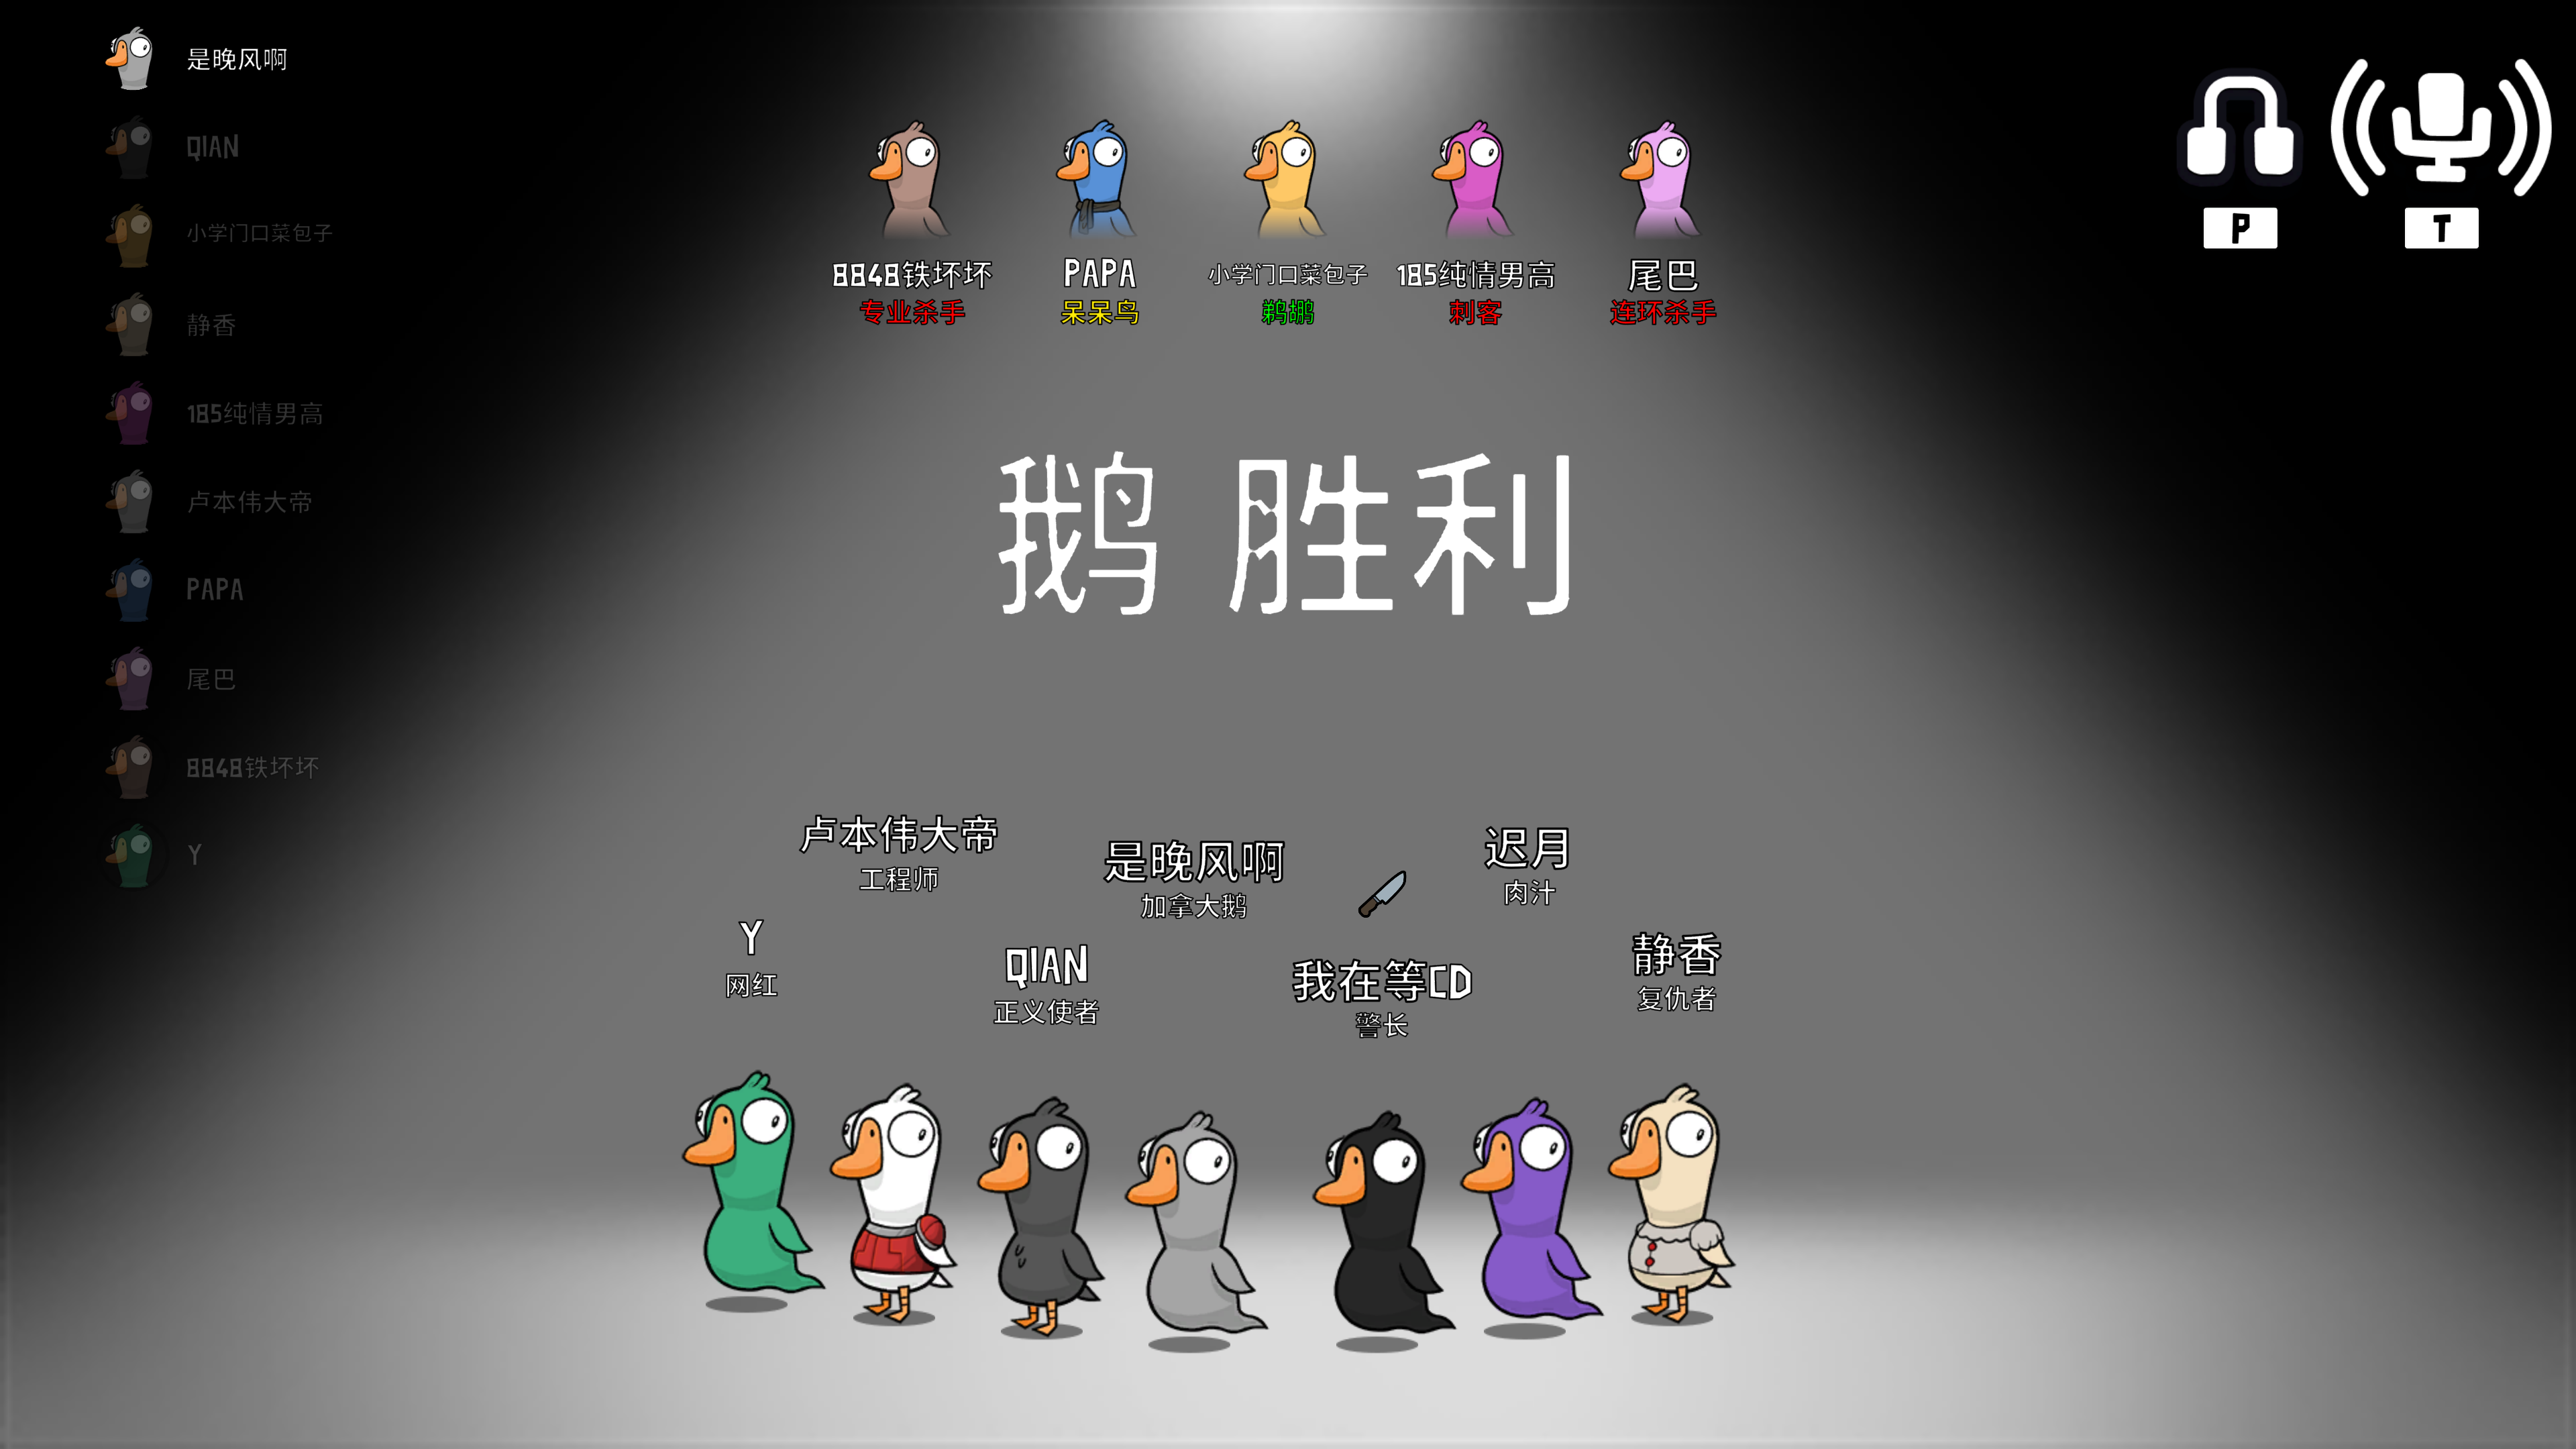 是晚风啊
QIAN
小学门口菜包子
静香
185纯情男高
卢本伟大帝
PAPA
尾巴
8848铁坏坏
Y
P
T
8848铁坏坏
专业杀手
PAPA
呆呆鸟
小学门口菜包子
鹈鹕
185纯情男高
刺客
尾巴
连环杀手
鹅 胜利
卢本伟大帝
工程师
是晚风啊
加拿大鹅
迟月
肉汁
Y
网红
QIAN
正义使者
我在等CD
警长
静香
复仇者